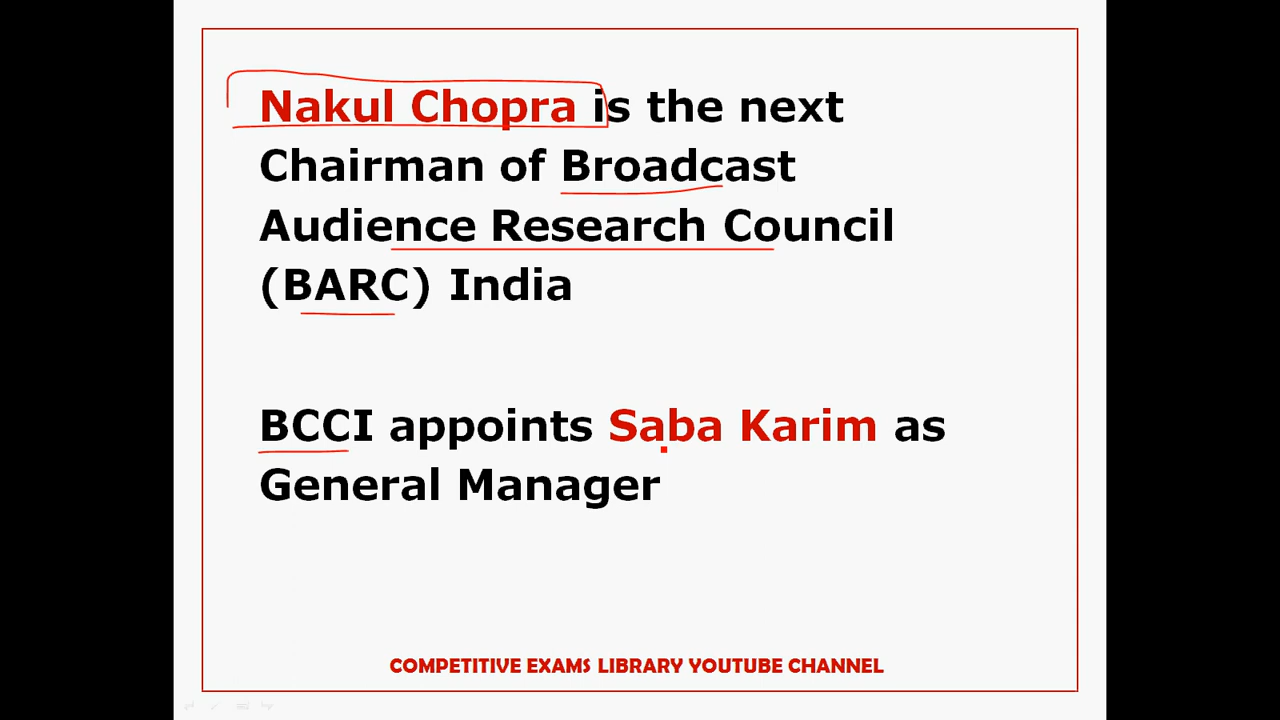 Nakul Chopra is the next
Chairman of Broadcast
Audience Research Council
(BARC) India
BCCI appoints Saba Karim as
General Manager
COMPETITIVE EXAMS LIBRARY YOUTUBE CHANNEL